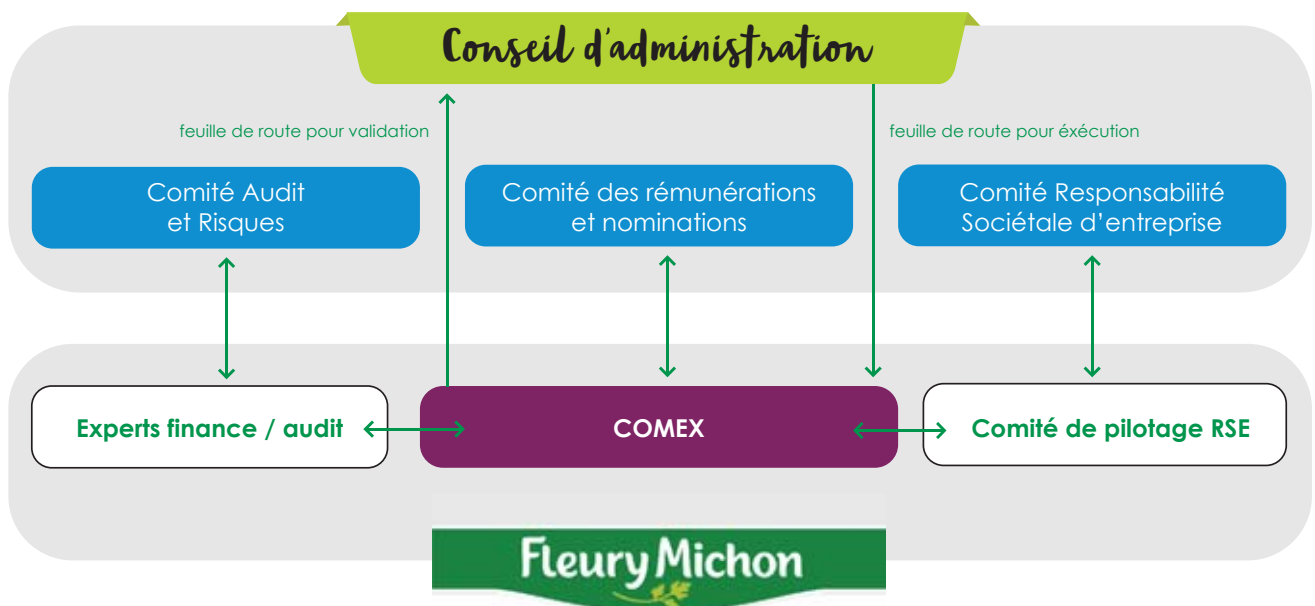 Conseil d'administration
feuille de route pour validation
feuille de route pour éxécution
Comité Audit
et Risques
Comité des rémunérations
et nominations
Comité Responsabilité
Sociétale d’entreprise
Experts finance / audit
COMEX
Comité de pilotage RSE
Fleury Michon